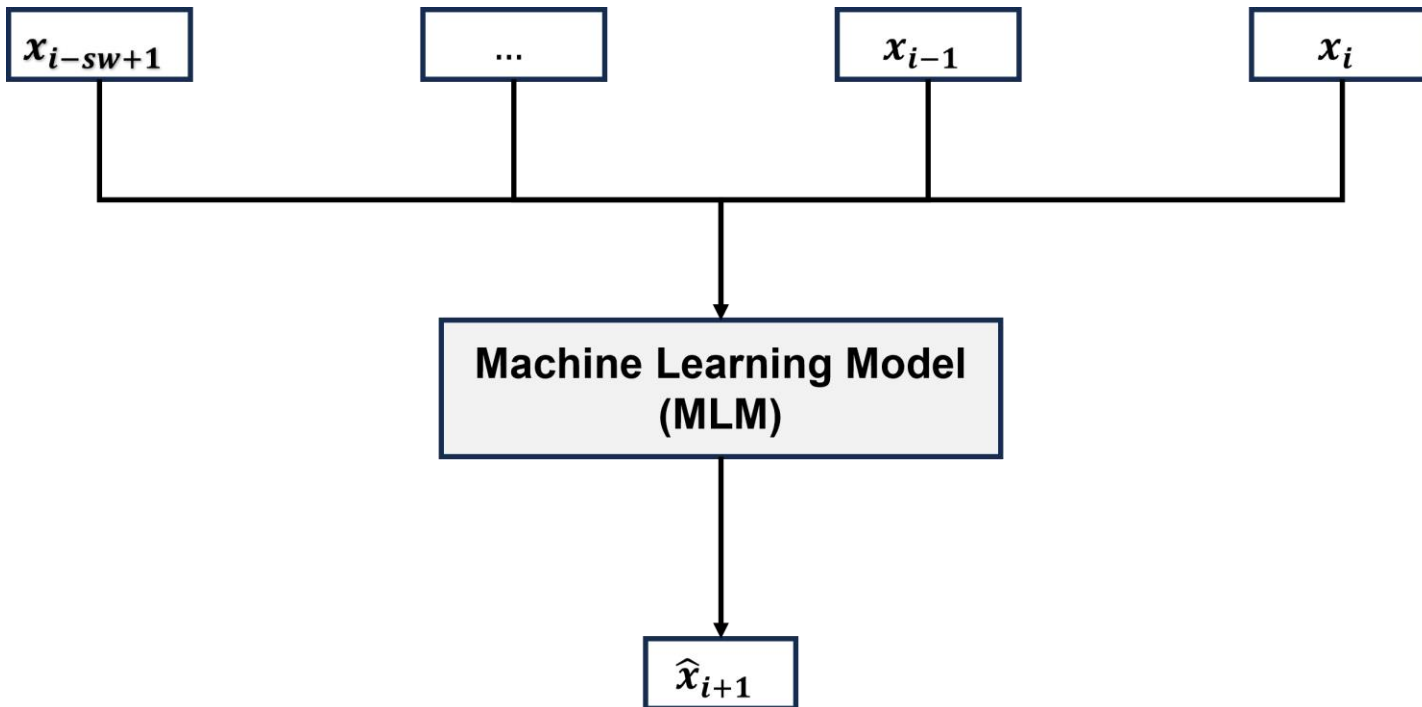 x_{i-sw+1}
...
x_{i-1}
x_i
Machine Learning Model
(MLM)
x̂_{i+1}